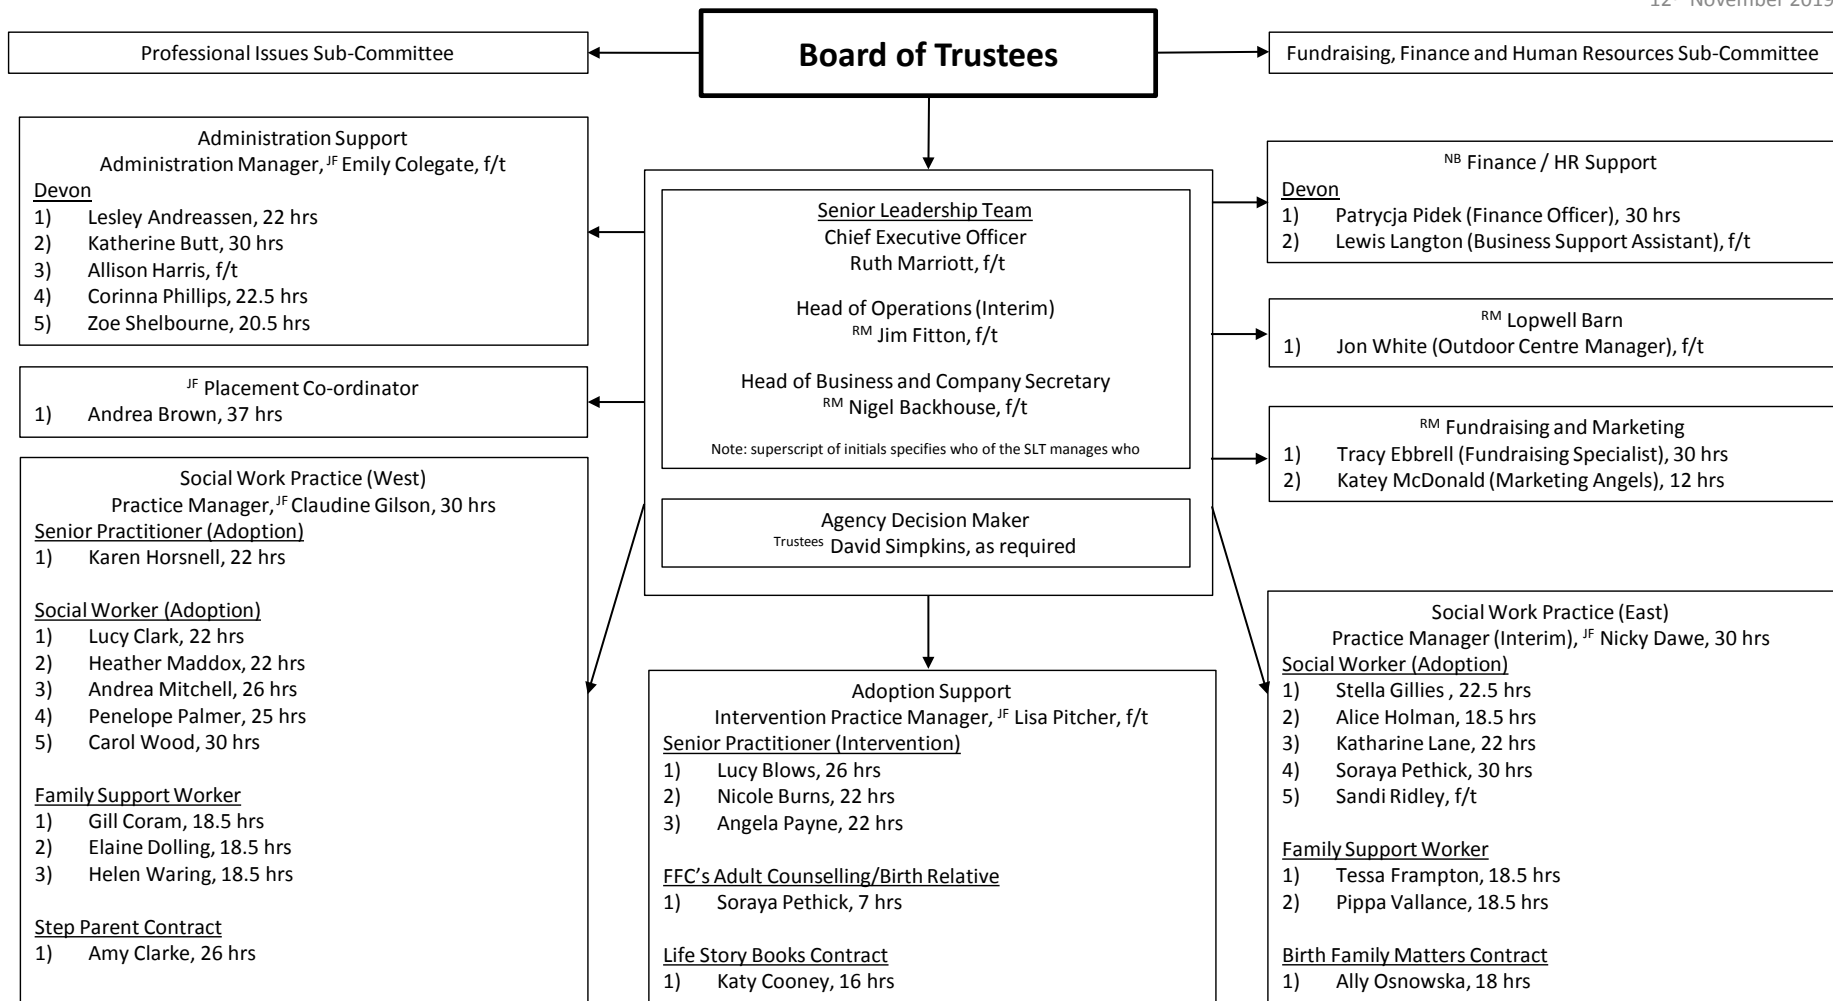 12th November 2019
Professional Issues Sub-Committee
Board of Trustees
Fundraising, Finance and Human Resources Sub-Committee
Administration Support
Administration Manager, JF Emily Colegate, f/t
Devon
1) Lesley Andreassen, 22 hrs
2) Katherine Butt, 30 hrs
3) Allison Harris, f/t
4) Corinna Phillips, 22.5 hrs
5) Zoe Shelbourne, 20.5 hrs
JF Placement Co-ordinator
1) Andrea Brown, 37 hrs
Social Work Practice (West)
Practice Manager, JF Claudine Gilson, 30 hrs
Senior Practitioner (Adoption)
1) Karen Horsnell, 22 hrs
Social Worker (Adoption)
1) Lucy Clark, 22 hrs
2) Heather Maddox, 22 hrs
3) Andrea Mitchell, 26 hrs
4) Penelope Palmer, 25 hrs
5) Carol Wood, 30 hrs
Family Support Worker
1) Gill Coram, 18.5 hrs
2) Elaine Dolling, 18.5 hrs
3) Helen Waring, 18.5 hrs
Step Parent Contract
1) Amy Clarke, 26 hrs
Senior Leadership Team
Chief Executive Officer
Ruth Marriott, f/t
Head of Operations (Interim)
RM Jim Fitton, f/t
Head of Business and Company Secretary
RM Nigel Backhouse, f/t
Note: superscript of initials specifies who of the SLT manages who
Agency Decision Maker
Trustees David Simpkins, as required
Adoption Support
Intervention Practice Manager, JF Lisa Pitcher, f/t
Senior Practitioner (Intervention)
1) Lucy Blows, 26 hrs
2) Nicole Burns, 22 hrs
3) Angela Payne, 22 hrs
FFC's Adult Counselling/Birth Relative
1) Soraya Pethick, 7 hrs
Life Story Books Contract
1) Katy Cooney, 16 hrs
NB Finance / HR Support
Devon
1) Patrycja Pidek (Finance Officer), 30 hrs
2) Lewis Langton (Business Support Assistant), f/t
RM Lopwell Barn
1) Jon White (Outdoor Centre Manager), f/t
RM Fundraising and Marketing
1) Tracy Ebbrell (Fundraising Specialist), 30 hrs
2) Katey McDonald (Marketing Angels), 12 hrs
Social Work Practice (East)
Practice Manager (Interim), JF Nicky Dawe, 30 hrs
Social Worker (Adoption)
1) Stella Gillies , 22.5 hrs
2) Alice Holman, 18.5 hrs
3) Katharine Lane, 22 hrs
4) Soraya Pethick, 30 hrs
5) Sandi Ridley, f/t
Family Support Worker
1) Tessa Frampton, 18.5 hrs
2) Pippa Vallance, 18.5 hrs
Birth Family Matters Contract
1) Ally Osnowska, 18 hrs